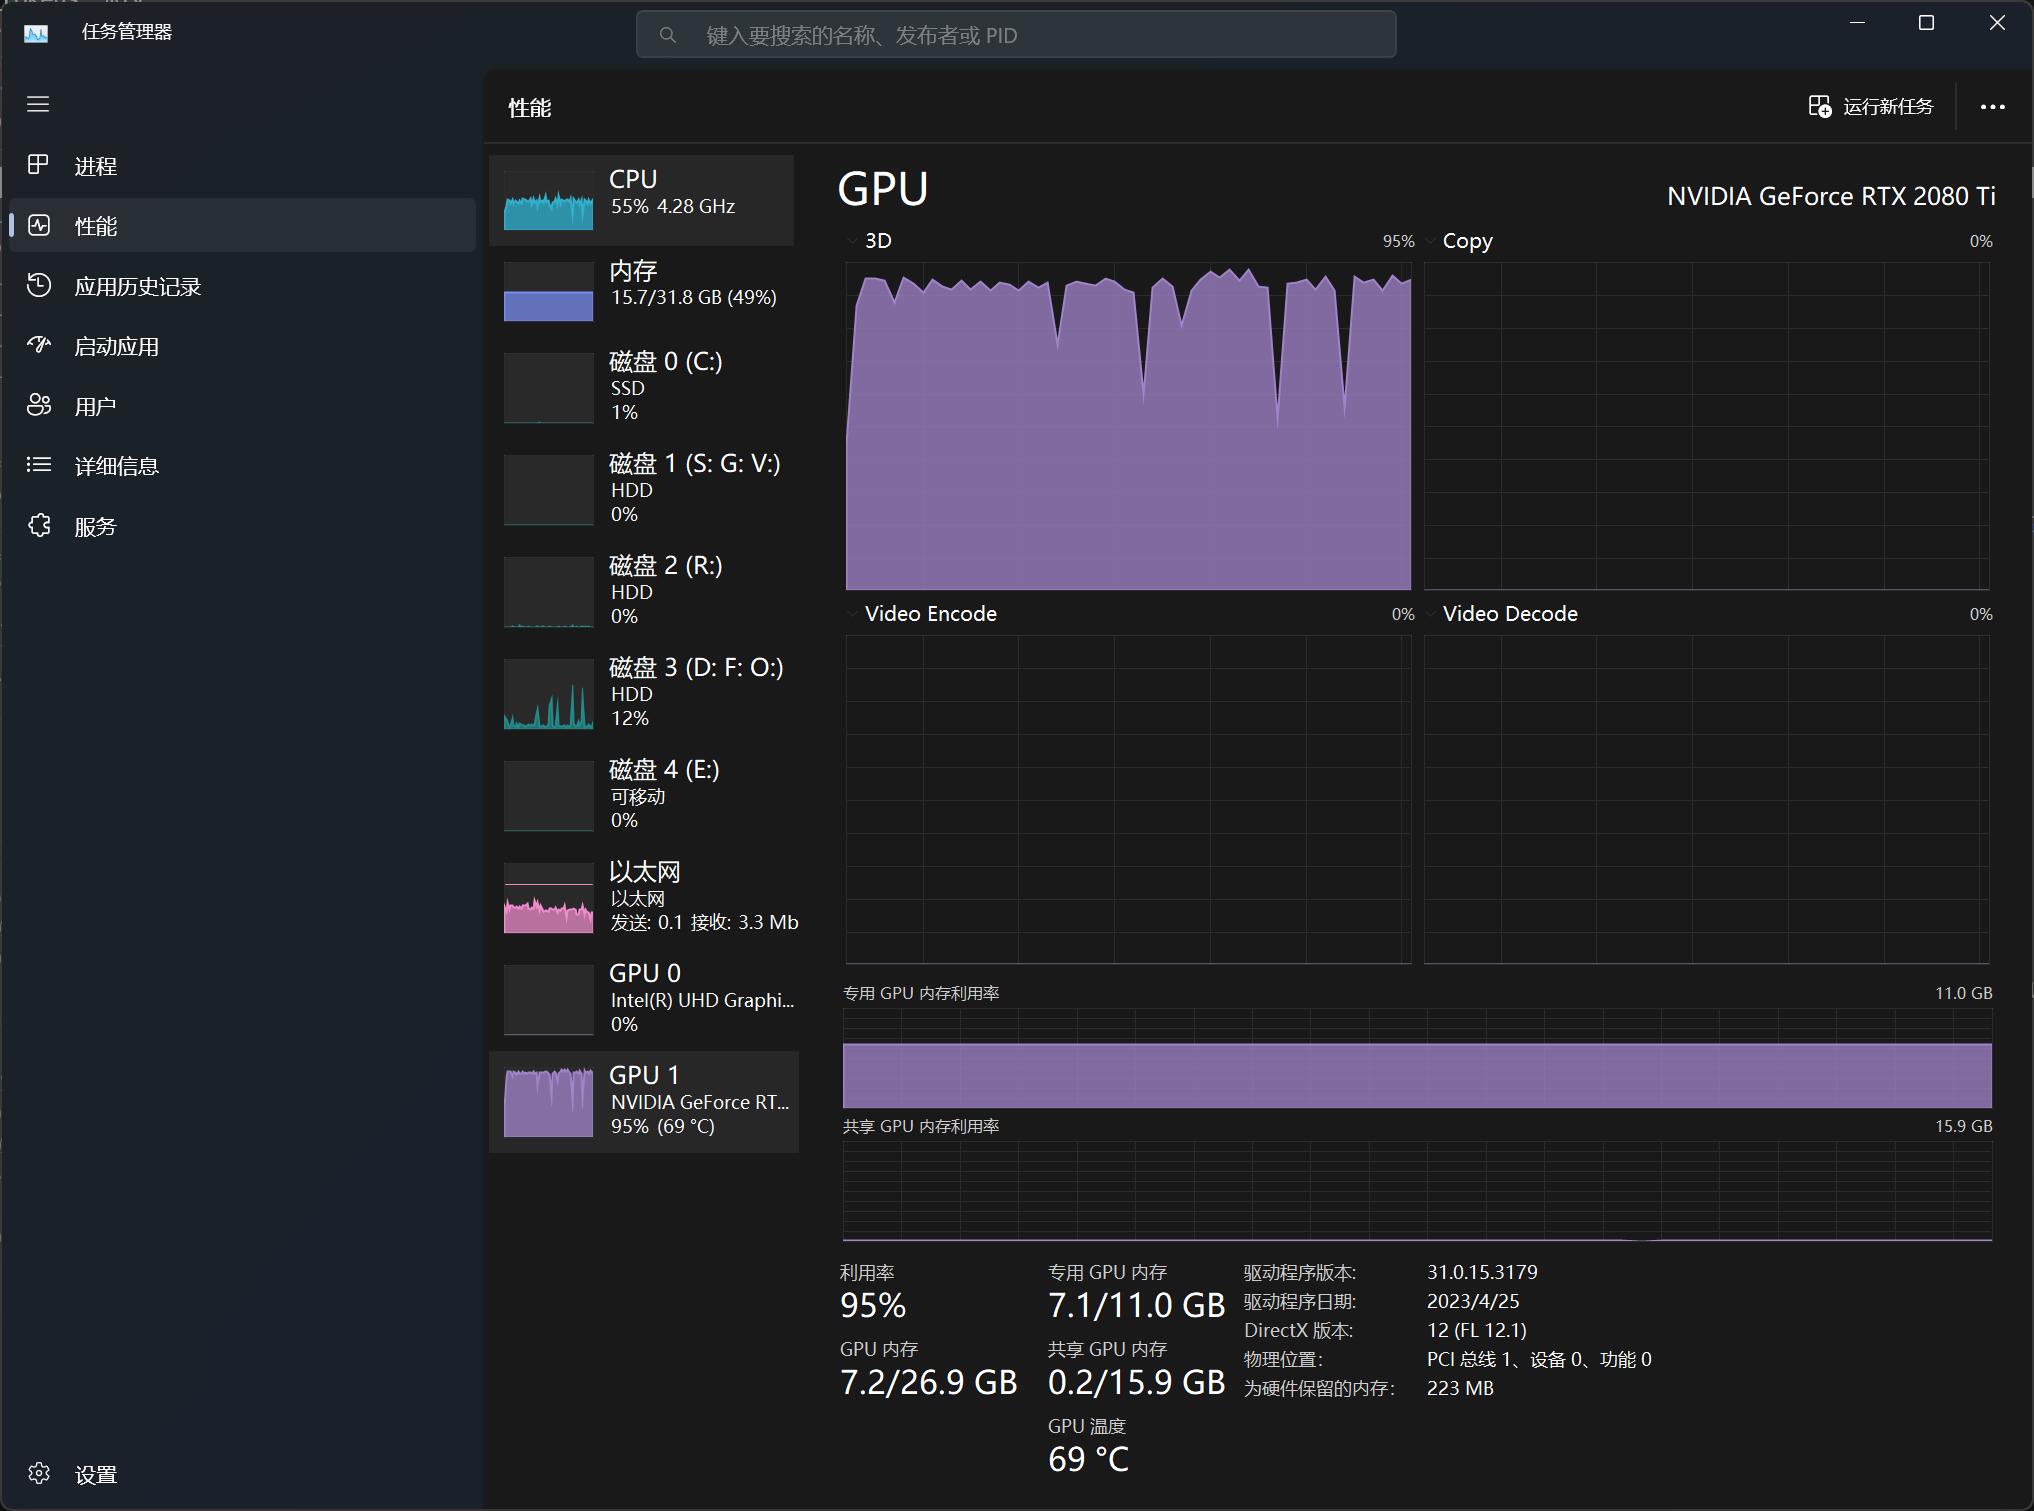 任务管理器
键入要搜索的名称、发布者或 PID
性能
运行新任务
进程
性能
应用历史记录
启动应用
用户
详细信息
服务
设置
CPU
55% 4.28 GHz
内存
15.7/31.8 GB (49%)
磁盘 0 (C:)
SSD
1%
磁盘 1 (S: G: V:)
HDD
0%
磁盘 2 (R:)
HDD
0%
磁盘 3 (D: F: O:)
HDD
12%
磁盘 4 (E:)
可移动
0%
以太网
以太网
发送: 0.1 接收: 3.3 Mb
GPU 0
Intel(R) UHD Graphi...
0%
GPU 1
NVIDIA GeForce RT...
95% (69 °C)
GPU
NVIDIA GeForce RTX 2080 Ti
3D 95%
Copy 0%
Video Encode 0%
Video Decode 0%
专用 GPU 内存利用率 11.0 GB
共享 GPU 内存利用率 15.9 GB
利用率
95%
GPU 内存
7.2/26.9 GB
专用 GPU 内存
7.1/11.0 GB
共享 GPU 内存
0.2/15.9 GB
GPU 温度
69 °C
驱动程序版本: 31.0.15.3179
驱动程序日期: 2023/4/25
DirectX 版本: 12 (FL 12.1)
物理位置: PCI 总线 1、设备 0、功能 0
为硬件保留的内存: 223 MB